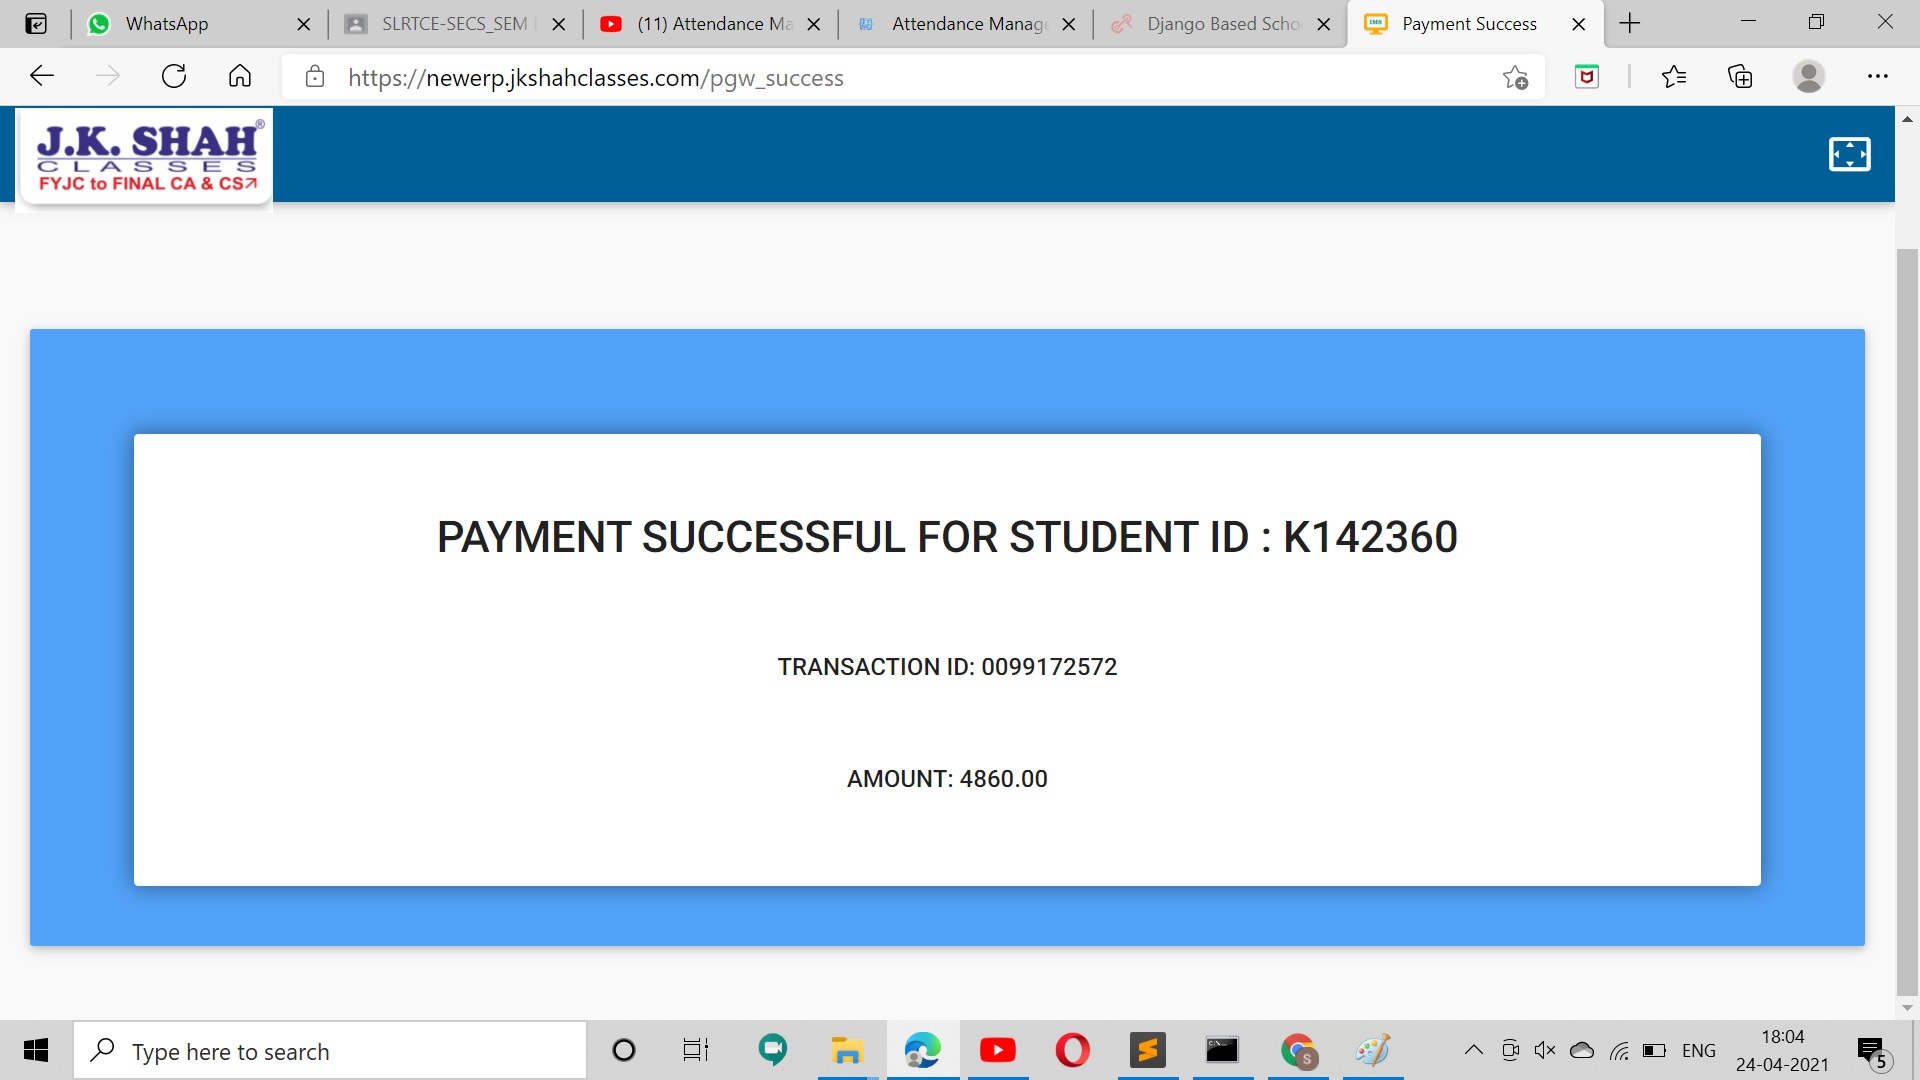 WhatsApp
SLRTCE-SECS_SEM
(11) Attendance Ma
Attendance Manage
Django Based Scho
IMS
Payment Success
https://newerp.jkshahclasses.com/pgw_success
J.K. SHAH®
CLASSES
FYJC to FINAL CA & CS
PAYMENT SUCCESSFUL FOR STUDENT ID : K142360
TRANSACTION ID: 0099172572
AMOUNT: 4860.00
Type here to search
S
ENG
18:04
24-04-2021
5